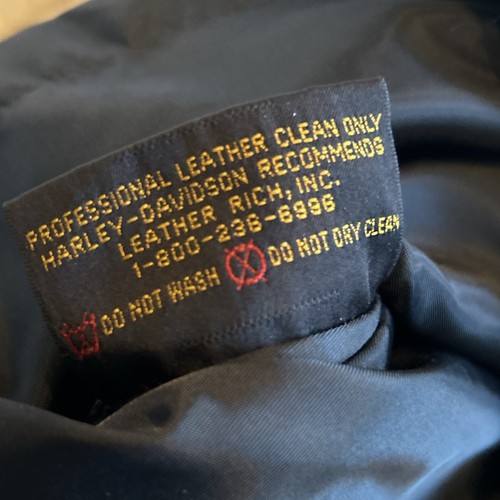 PROFESSIONAL LEATHER CLEAN ONLY
HARLEY-DAVIDSON RECOMMENDS
LEATHER RICH, INC.
1-800-236-6996
DO NOT WASH DO NOT DRY CLEAN